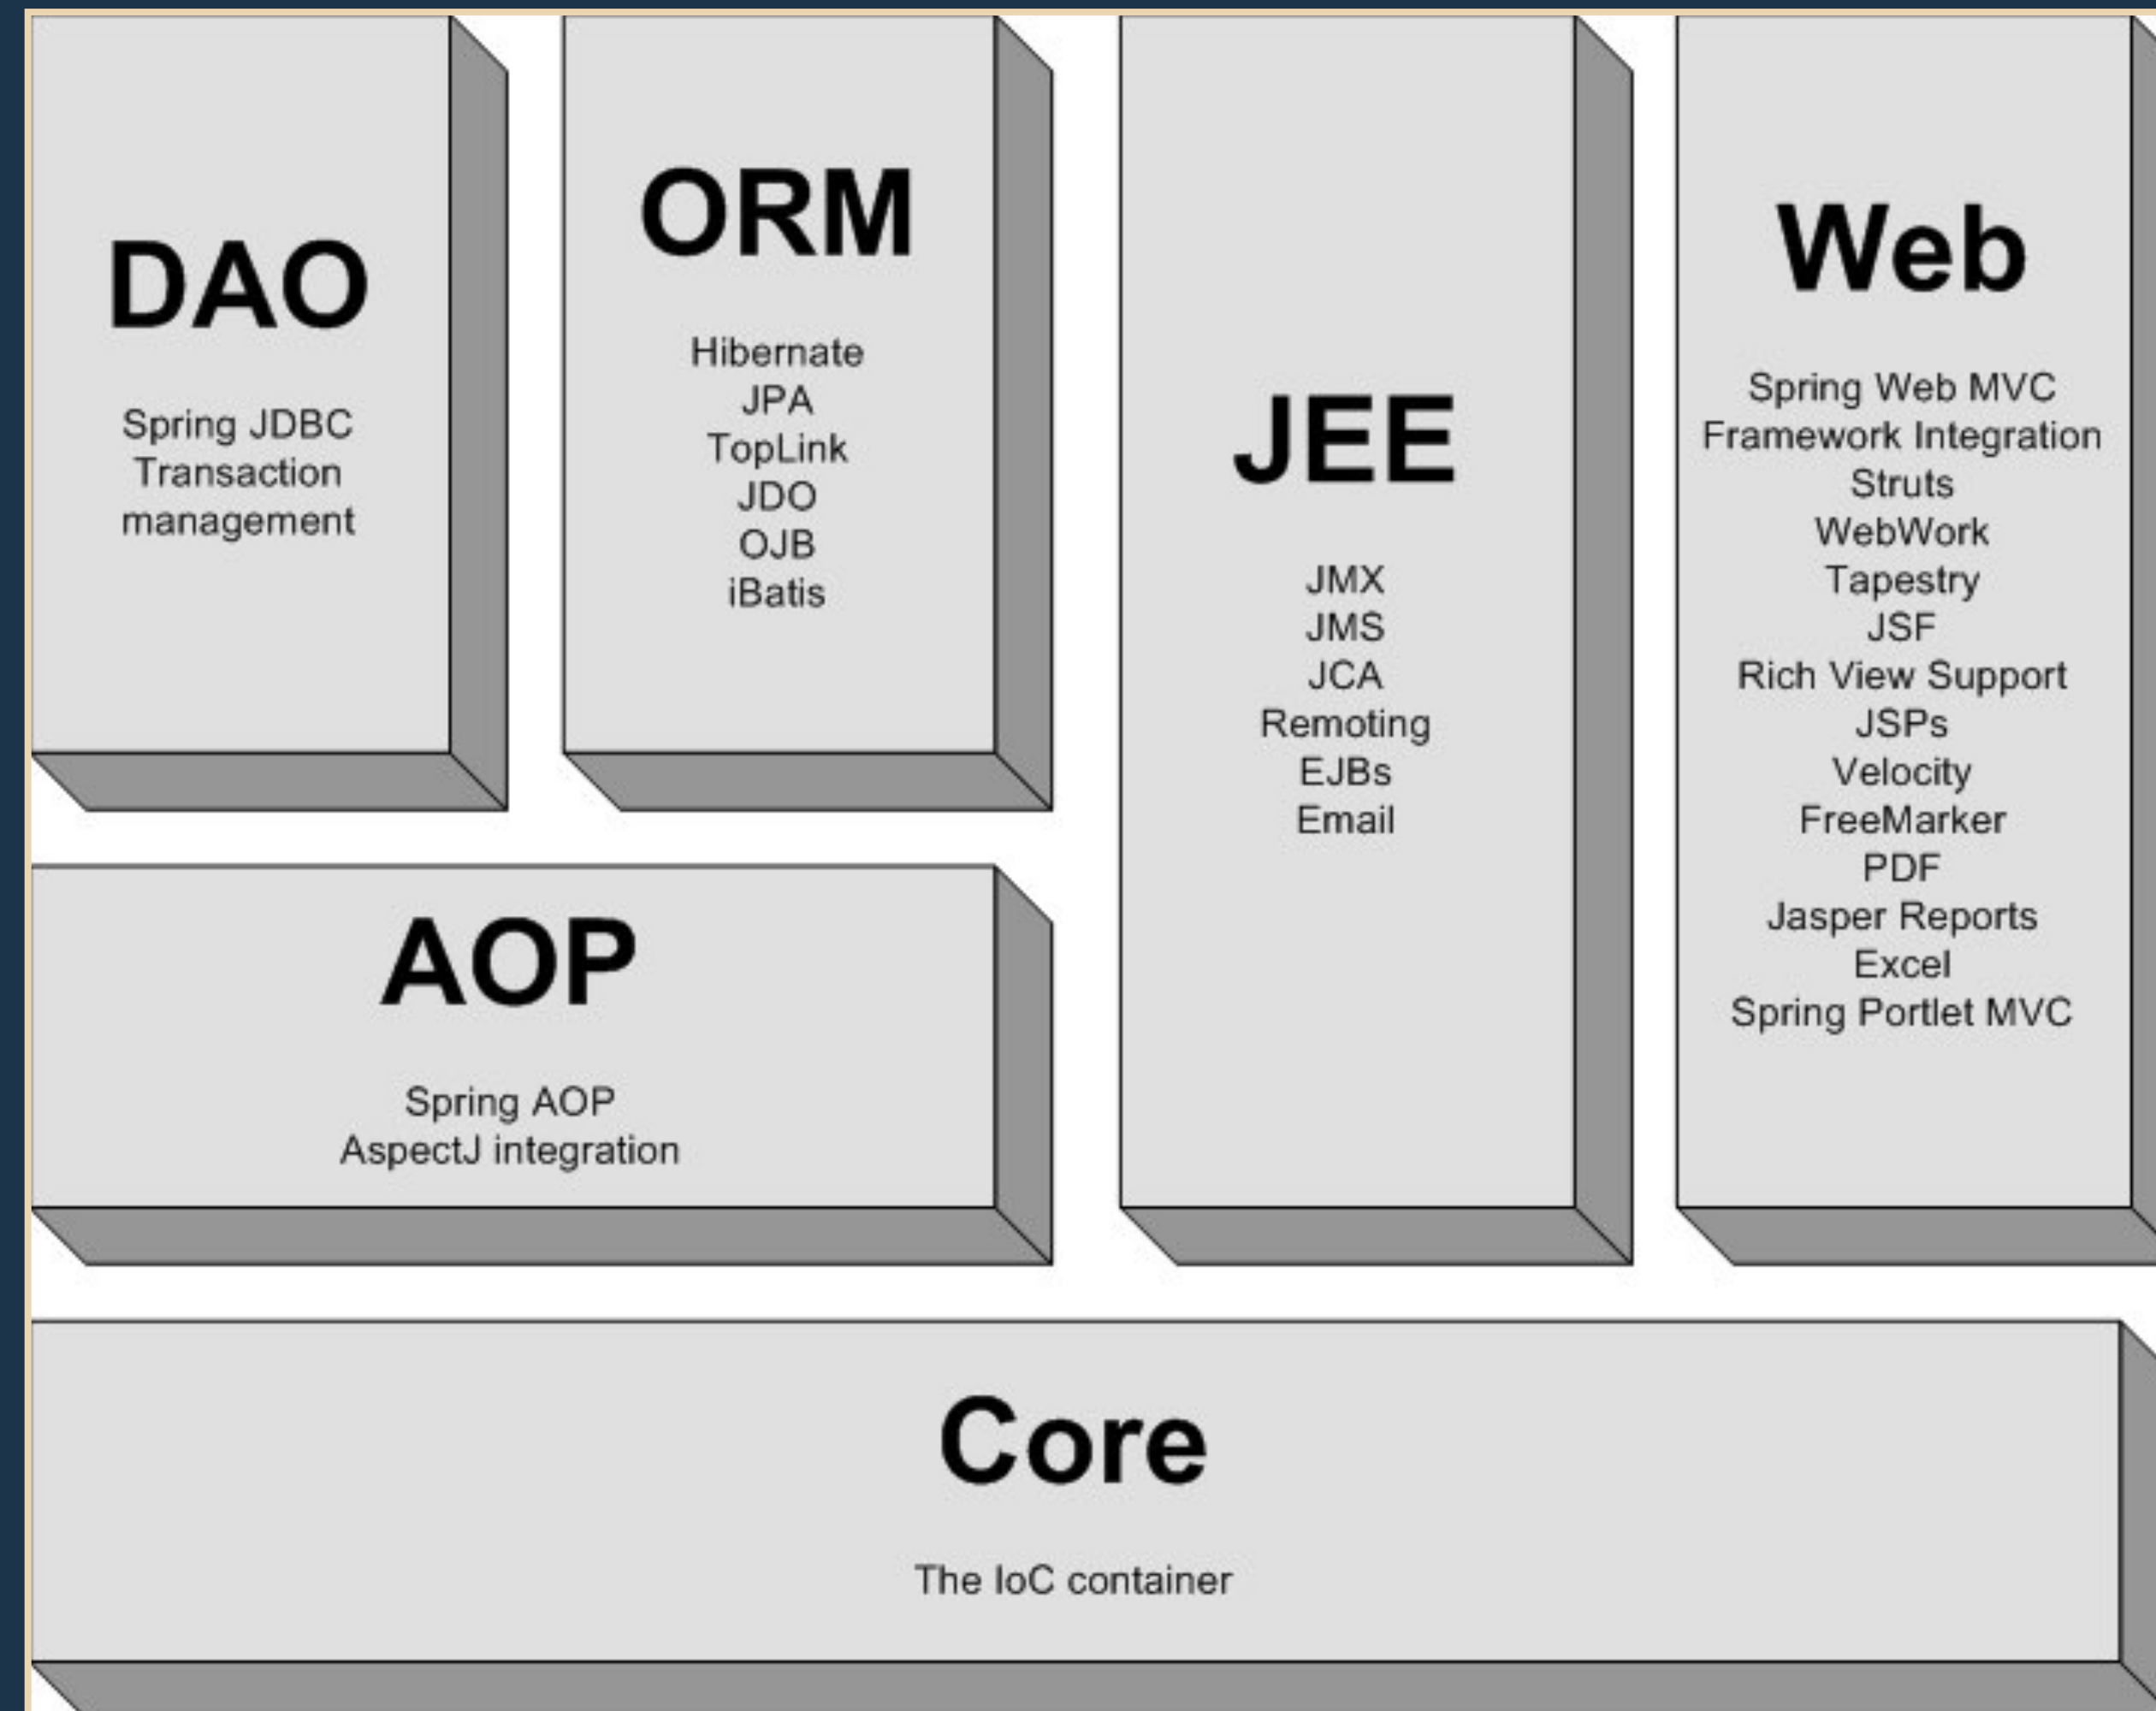 DAO
Spring JDBC
Transaction
management
ORM
Hibernate
JPA
TopLink
JDO
OJB
iBatis
JEE
JMX
JMS
JCA
Remoting
EJBs
Email
Web
Spring Web MVC
Framework Integration
Struts
WebWork
Tapestry
JSF
Rich View Support
JSPs
Velocity
FreeMarker
PDF
Jasper Reports
Excel
Spring Portlet MVC
AOP
Spring AOP
AspectJ integration
Core
The IoC container